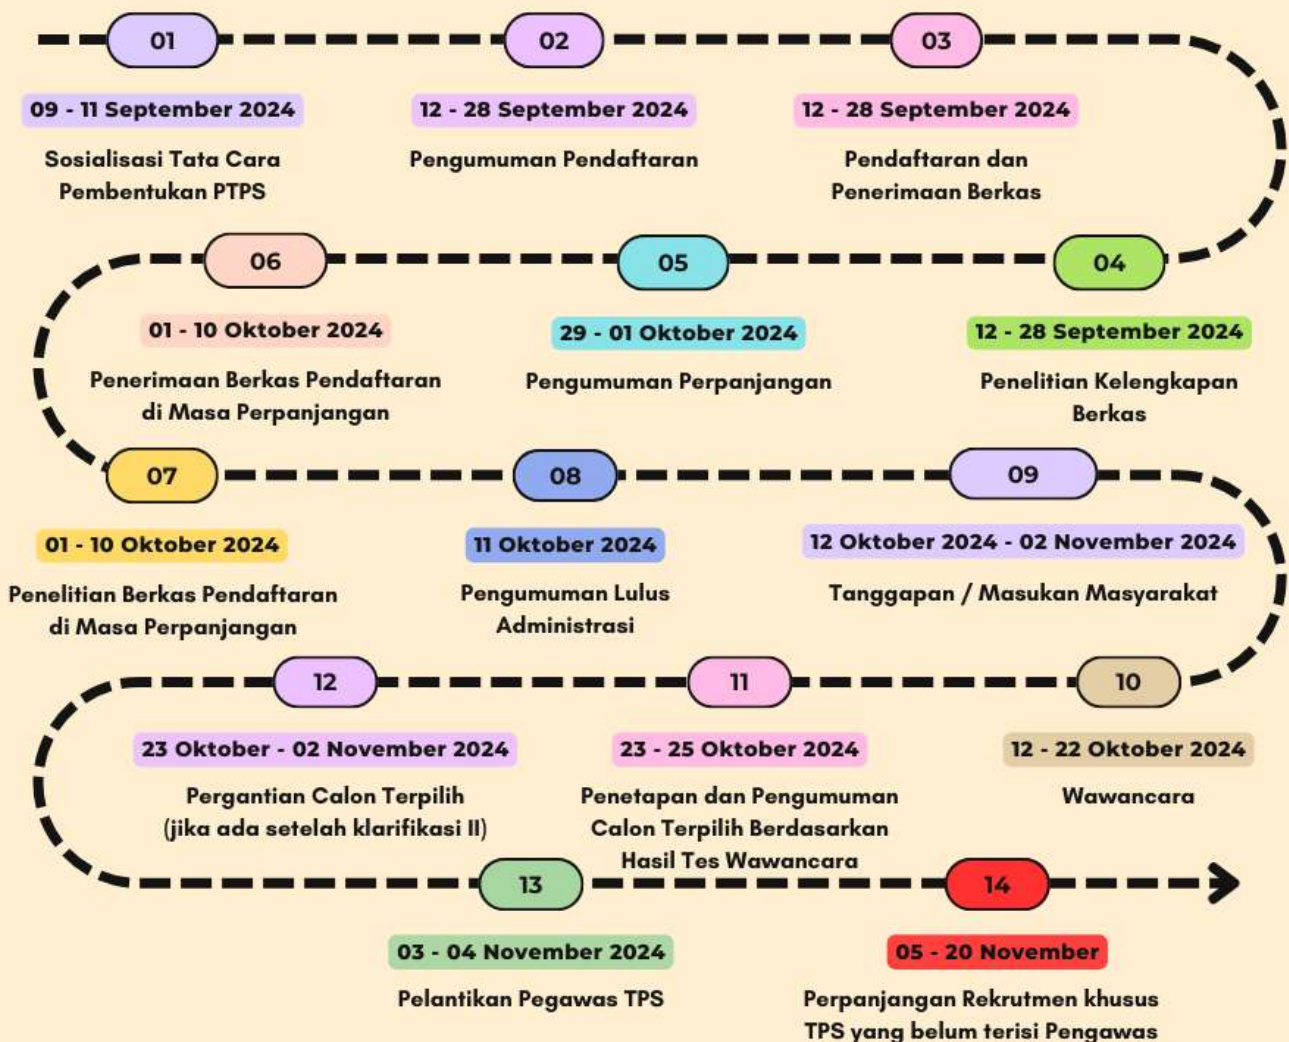 01
09 - 11 September 2024
Sosialisasi Tata Cara
Pembentukan PTPS
02
12 - 28 September 2024
Pengumuman Pendaftaran
03
12 - 28 September 2024
Pendaftaran dan
Penerimaan Berkas
04
12 - 28 September 2024
Penelitian Kelengkapan
Berkas
05
29 - 01 Oktober 2024
Pengumuman Perpanjangan
06
01 - 10 Oktober 2024
Penerimaan Berkas Pendaftaran
di Masa Perpanjangan
07
01 - 10 Oktober 2024
Penelitian Berkas Pendaftaran
di Masa Perpanjangan
08
11 Oktober 2024
Pengumuman Lulus
Administrasi
09
12 Oktober 2024 - 02 November 2024
Tanggapan / Masukan Masyarakat
10
12 - 22 Oktober 2024
Wawancara
11
23 - 25 Oktober 2024
Penetapan dan Pengumuman
Calon Terpilih Berdasarkan
Hasil Tes Wawancara
12
23 Oktober - 02 November 2024
Pergantian Calon Terpilih
(jika ada setelah klarifikasi II)
13
03 - 04 November 2024
Pelantikan Pegawas TPS
14
05 - 20 November
Perpanjangan Rekrutmen khusus
TPS yang belum terisi Pengawas